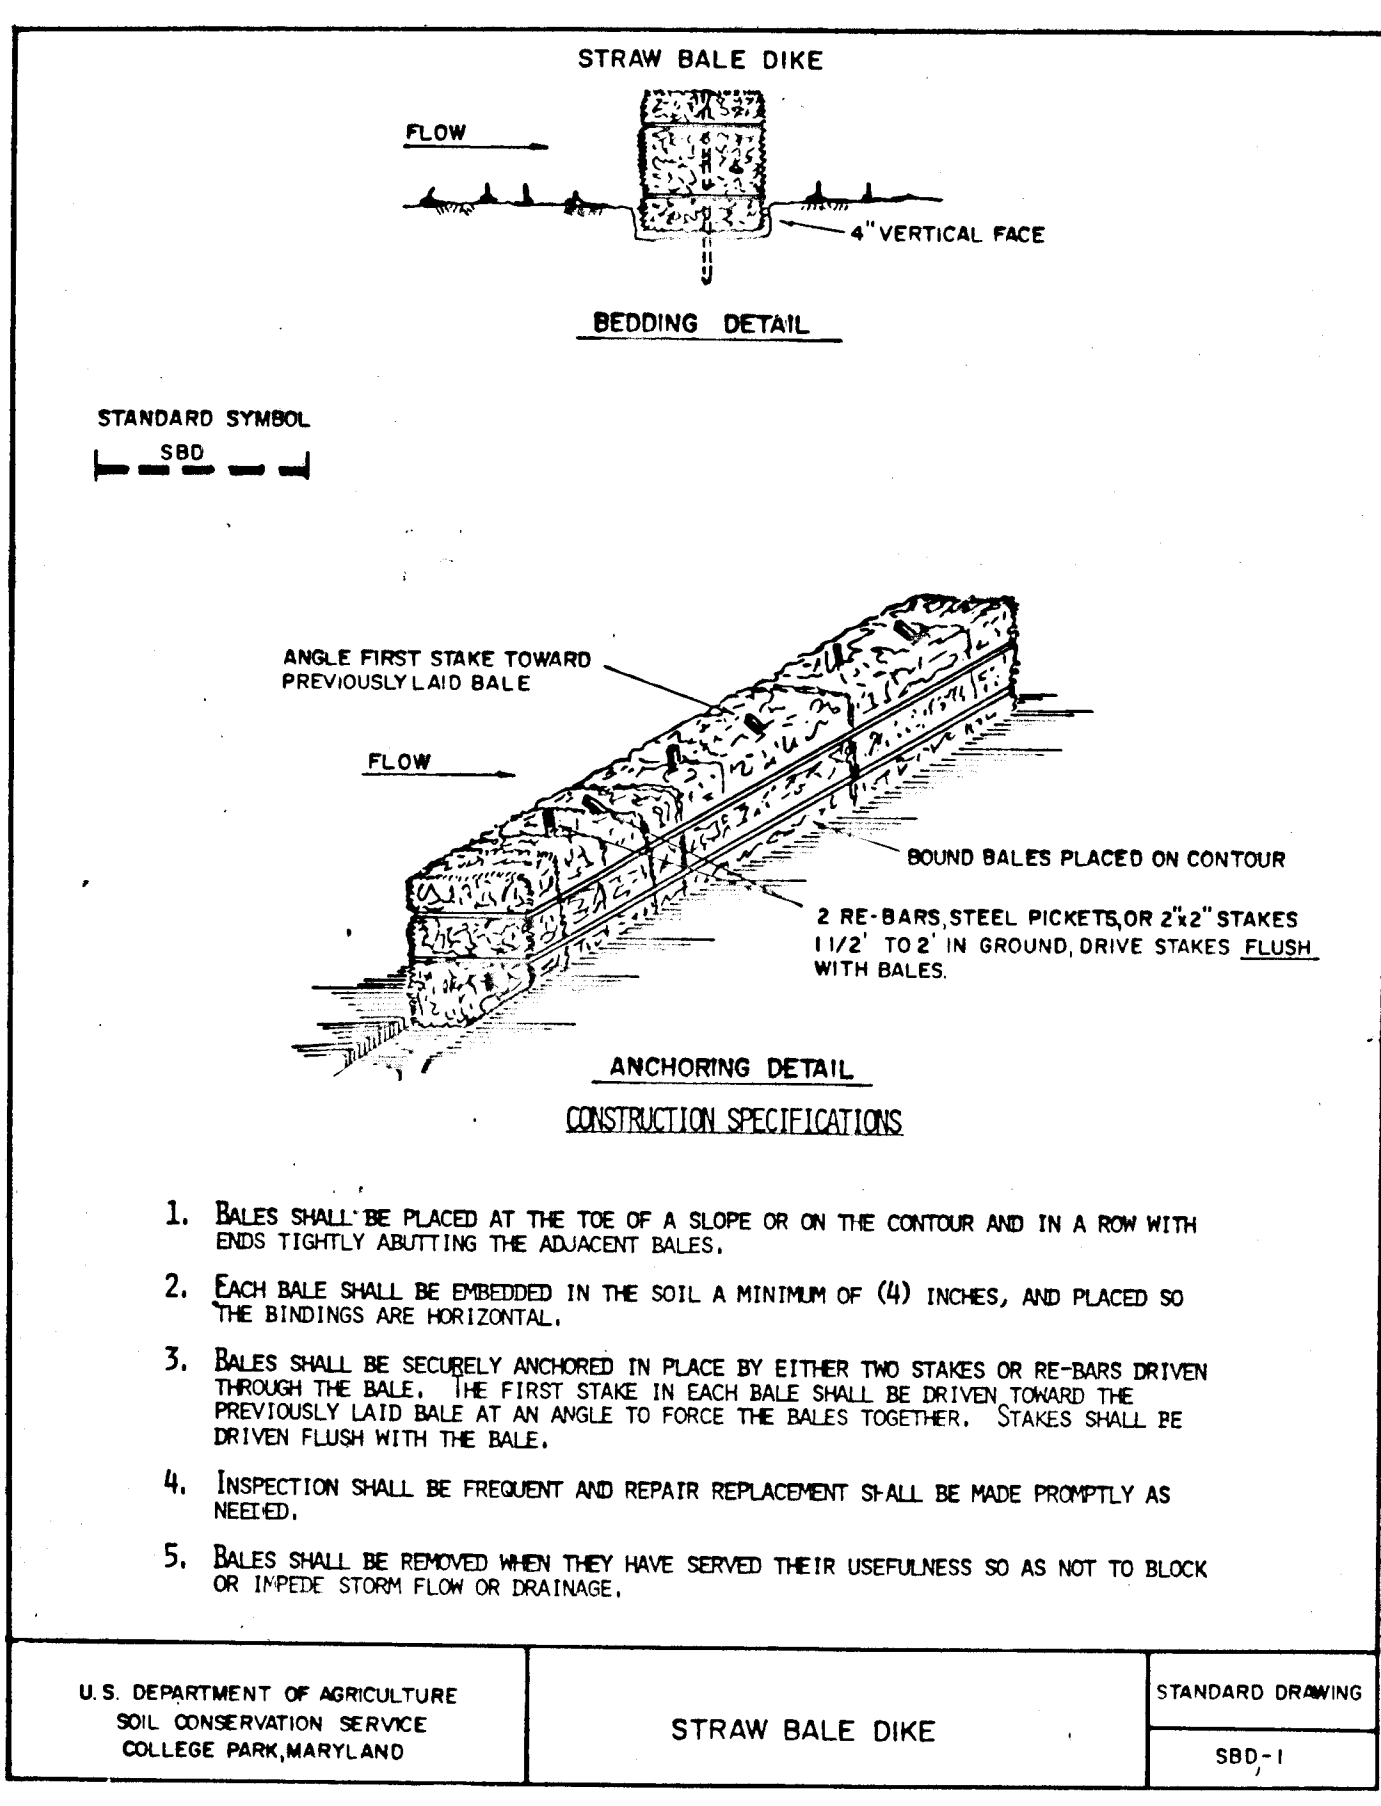 STRAW BALE DIKE
FLOW
4" VERTICAL FACE
BEDDING DETAIL
STANDARD SYMBOL
SBD
ANGLE FIRST STAKE TOWARD
PREVIOUSLY LAID BALE
FLOW
BOUND BALES PLACED ON CONTOUR
2 RE-BARS, STEEL PICKETS, OR 2"x2" STAKES
1 1/2' TO 2' IN GROUND, DRIVE STAKES FLUSH
WITH BALES.
ANCHORING DETAIL
CONSTRUCTION SPECIFICATIONS
1. BALES SHALL BE PLACED AT THE TOE OF A SLOPE OR ON THE CONTOUR AND IN A ROW WITH
ENDS TIGHTLY ABUTTING THE ADJACENT BALES.
2. EACH BALE SHALL BE EMBEDDED IN THE SOIL A MINIMUM OF (4) INCHES, AND PLACED SO
THE BINDINGS ARE HORIZONTAL.
3. BALES SHALL BE SECURELY ANCHORED IN PLACE BY EITHER TWO STAKES OR RE-BARS DRIVEN
THROUGH THE BALE. THE FIRST STAKE IN EACH BALE SHALL BE DRIVEN TOWARD THE
PREVIOUSLY LAID BALE AT AN ANGLE TO FORCE THE BALES TOGETHER. STAKES SHALL BE
DRIVEN FLUSH WITH THE BALE.
4. INSPECTION SHALL BE FREQUENT AND REPAIR REPLACEMENT SHALL BE MADE PROMPTLY AS
NEEDED.
5. BALES SHALL BE REMOVED WHEN THEY HAVE SERVED THEIR USEFULNESS SO AS NOT TO BLOCK
OR IMPEDE STORM FLOW OR DRAINAGE.
U.S. DEPARTMENT OF AGRICULTURE
SOIL CONSERVATION SERVICE
COLLEGE PARK, MARYLAND
STRAW BALE DIKE
STANDARD DRAWING
SBD-1